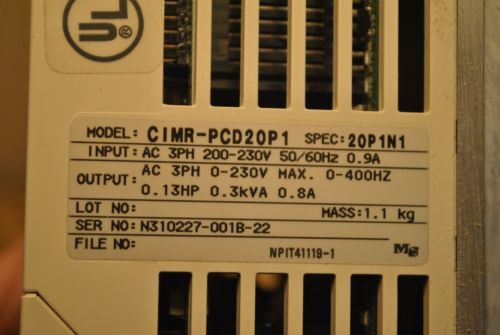 UL
®
MODEL: CIMR-PCD20P1 SPEC: 20P1N1
INPUT: AC 3PH 200-230V 50/60Hz 0.9A
OUTPUT: AC 3PH 0-230V MAX. 0-400HZ
0.13HP 0.3kVA 0.8A
LOT NO: MASS: 1.1 kg
SER NO: N310227-001B-22
FILE NO: NPIT41119-1